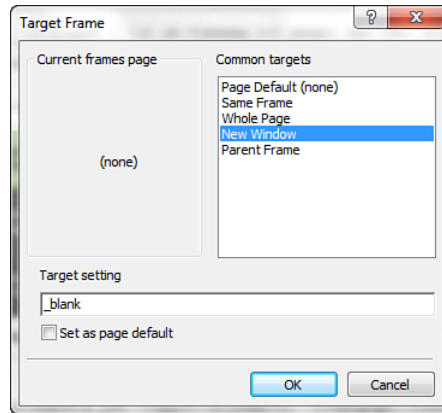 Target Frame
Current frames page
Common targets
(none)
Page Default (none)
Same Frame
Whole Page
New Window
Parent Frame
Target setting
_blank
Set as page default
OK
Cancel